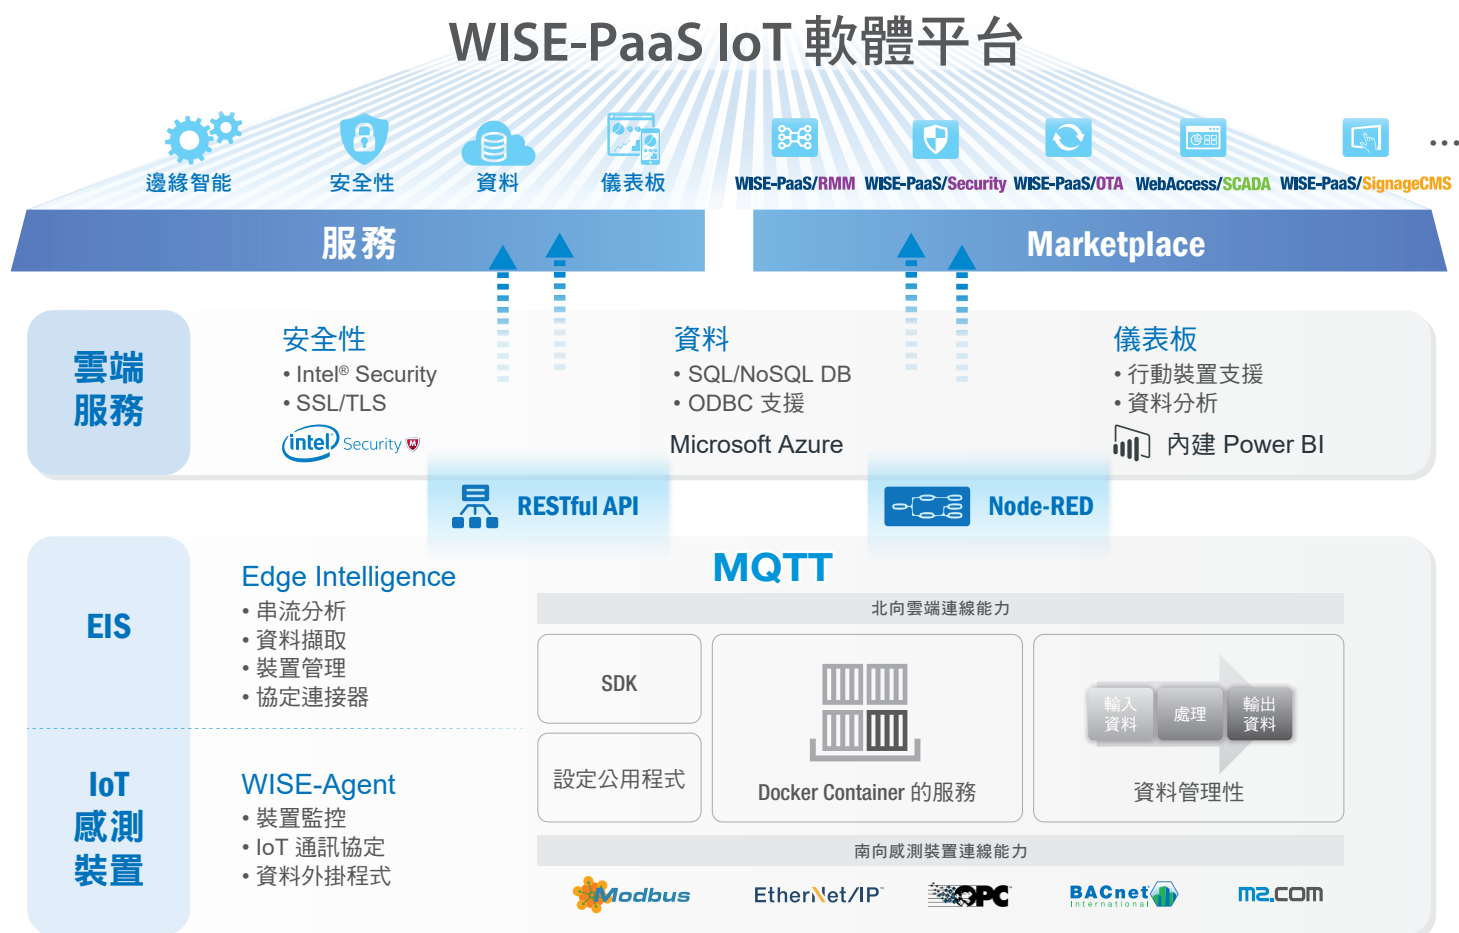 WISE-PaaS IoT 軟體平台
邊緣智能
安全性
資料
儀表板
WISE-PaaS/RMM
WISE-PaaS/Security
WISE-PaaS/OTA
WebAccess/SCADA
WISE-PaaS/SignageCMS
...
服務
Marketplace
雲端
服務
安全性
• Intel® Security
• SSL/TLS
intel Security
資料
• SQL/NoSQL DB
• ODBC 支援
Microsoft Azure
儀表板
• 行動裝置支援
• 資料分析
內建 Power BI
RESTful API
Node-RED
EIS
Edge Intelligence
• 串流分析
• 資料擷取
• 裝置管理
• 協定連接器
IoT
感測
裝置
WISE-Agent
• 裝置監控
• IoT 通訊協定
• 資料外掛程式
MQTT
北向雲端連線能力
SDK
設定公用程式
Docker Container 的服務
輸入
資料
處理
輸出
資料
資料管理性
南向感測裝置連線能力
Modbus
EtherNet/IP™
OPC
BACnet
International
m2.com